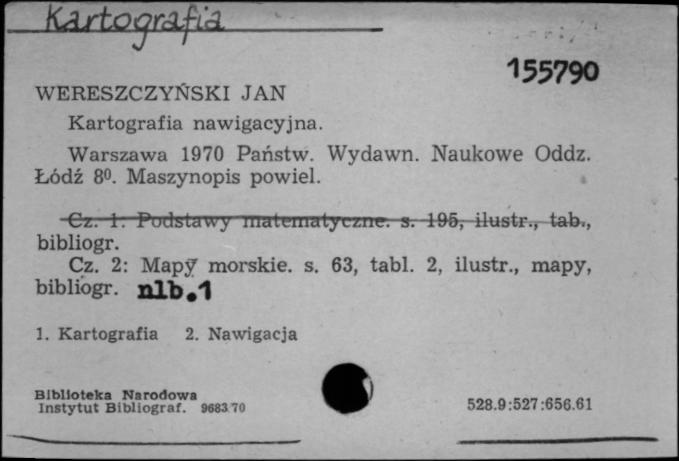 Kartografia
155790
WERESZCZYŃSKI JAN
Kartografia nawigacyjna.
Warszawa 1970 Państw. Wydawn. Naukowe Oddz.
Łódź 8⁰. Maszynopis powiel.
Cz. 1: Podstawy matematyczne. s. 195, ilustr., tab.,
bibliogr.
Cz. 2: Mapy morskie. s. 63, tabl. 2, ilustr., mapy,
bibliogr. nlb.1
1. Kartografia 2. Nawigacja
Biblioteka Narodowa
Instytut Bibliograf. 9683/70
528.9:527:656.61